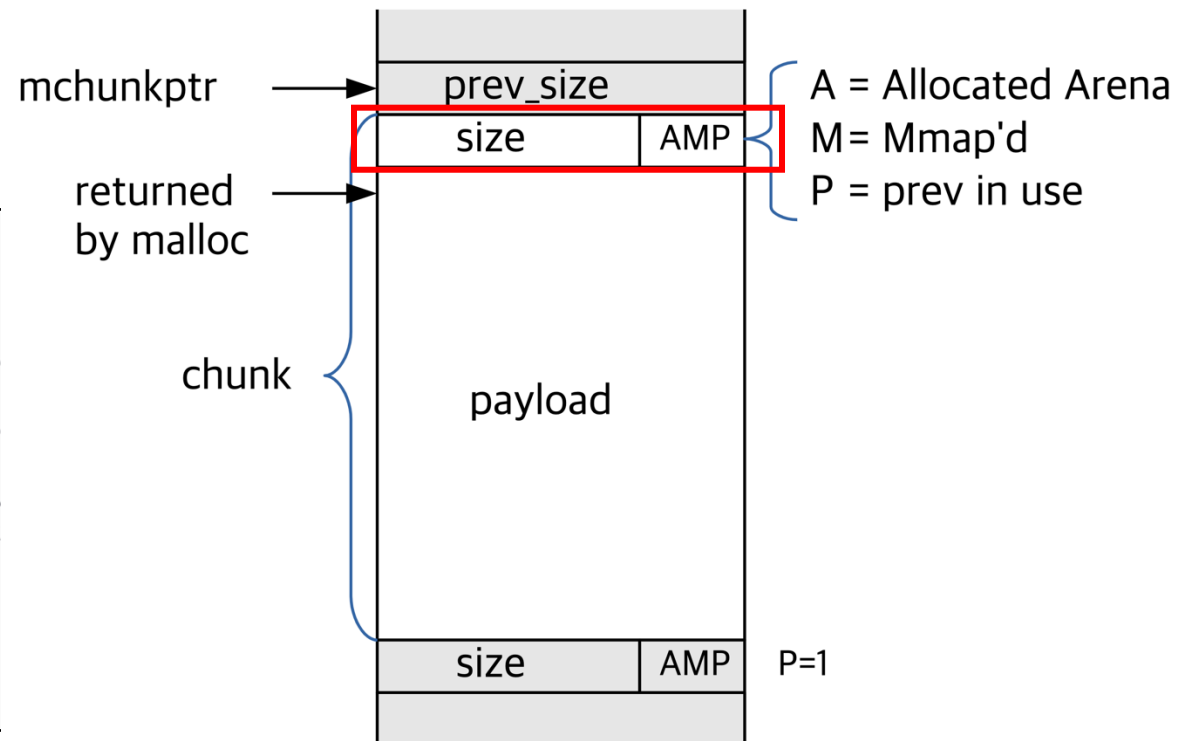 mchunkptr
prev_size
A = Allocated Arena
size
AMP
M= Mmap'd
returned
by malloc
P = prev in use
chunk
payload
size
AMP
P=1